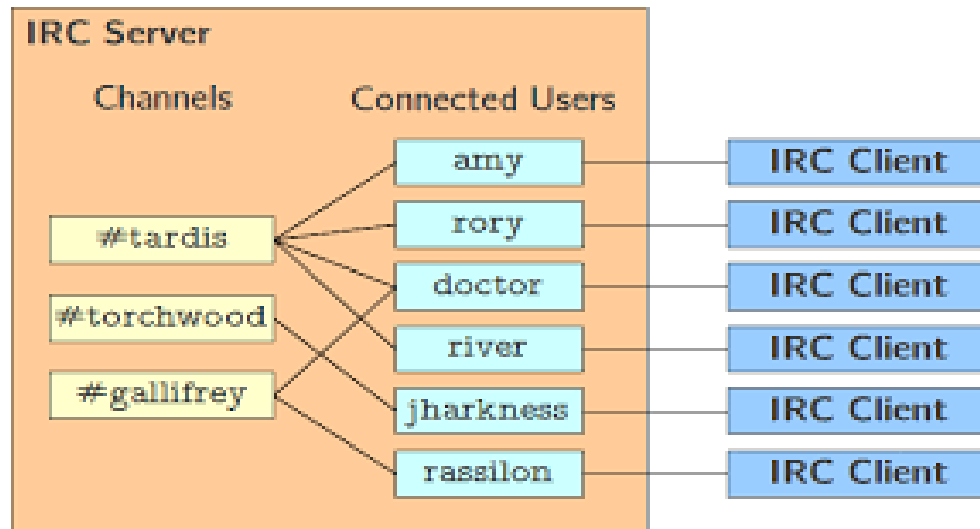 IRC Server
Channels
Connected Users
amy
IRC Client
rory
IRC Client
#tardis
doctor
IRC Client
#torchwood
river
IRC Client
#gallifrey
jharkness
IRC Client
rassilon
IRC Client